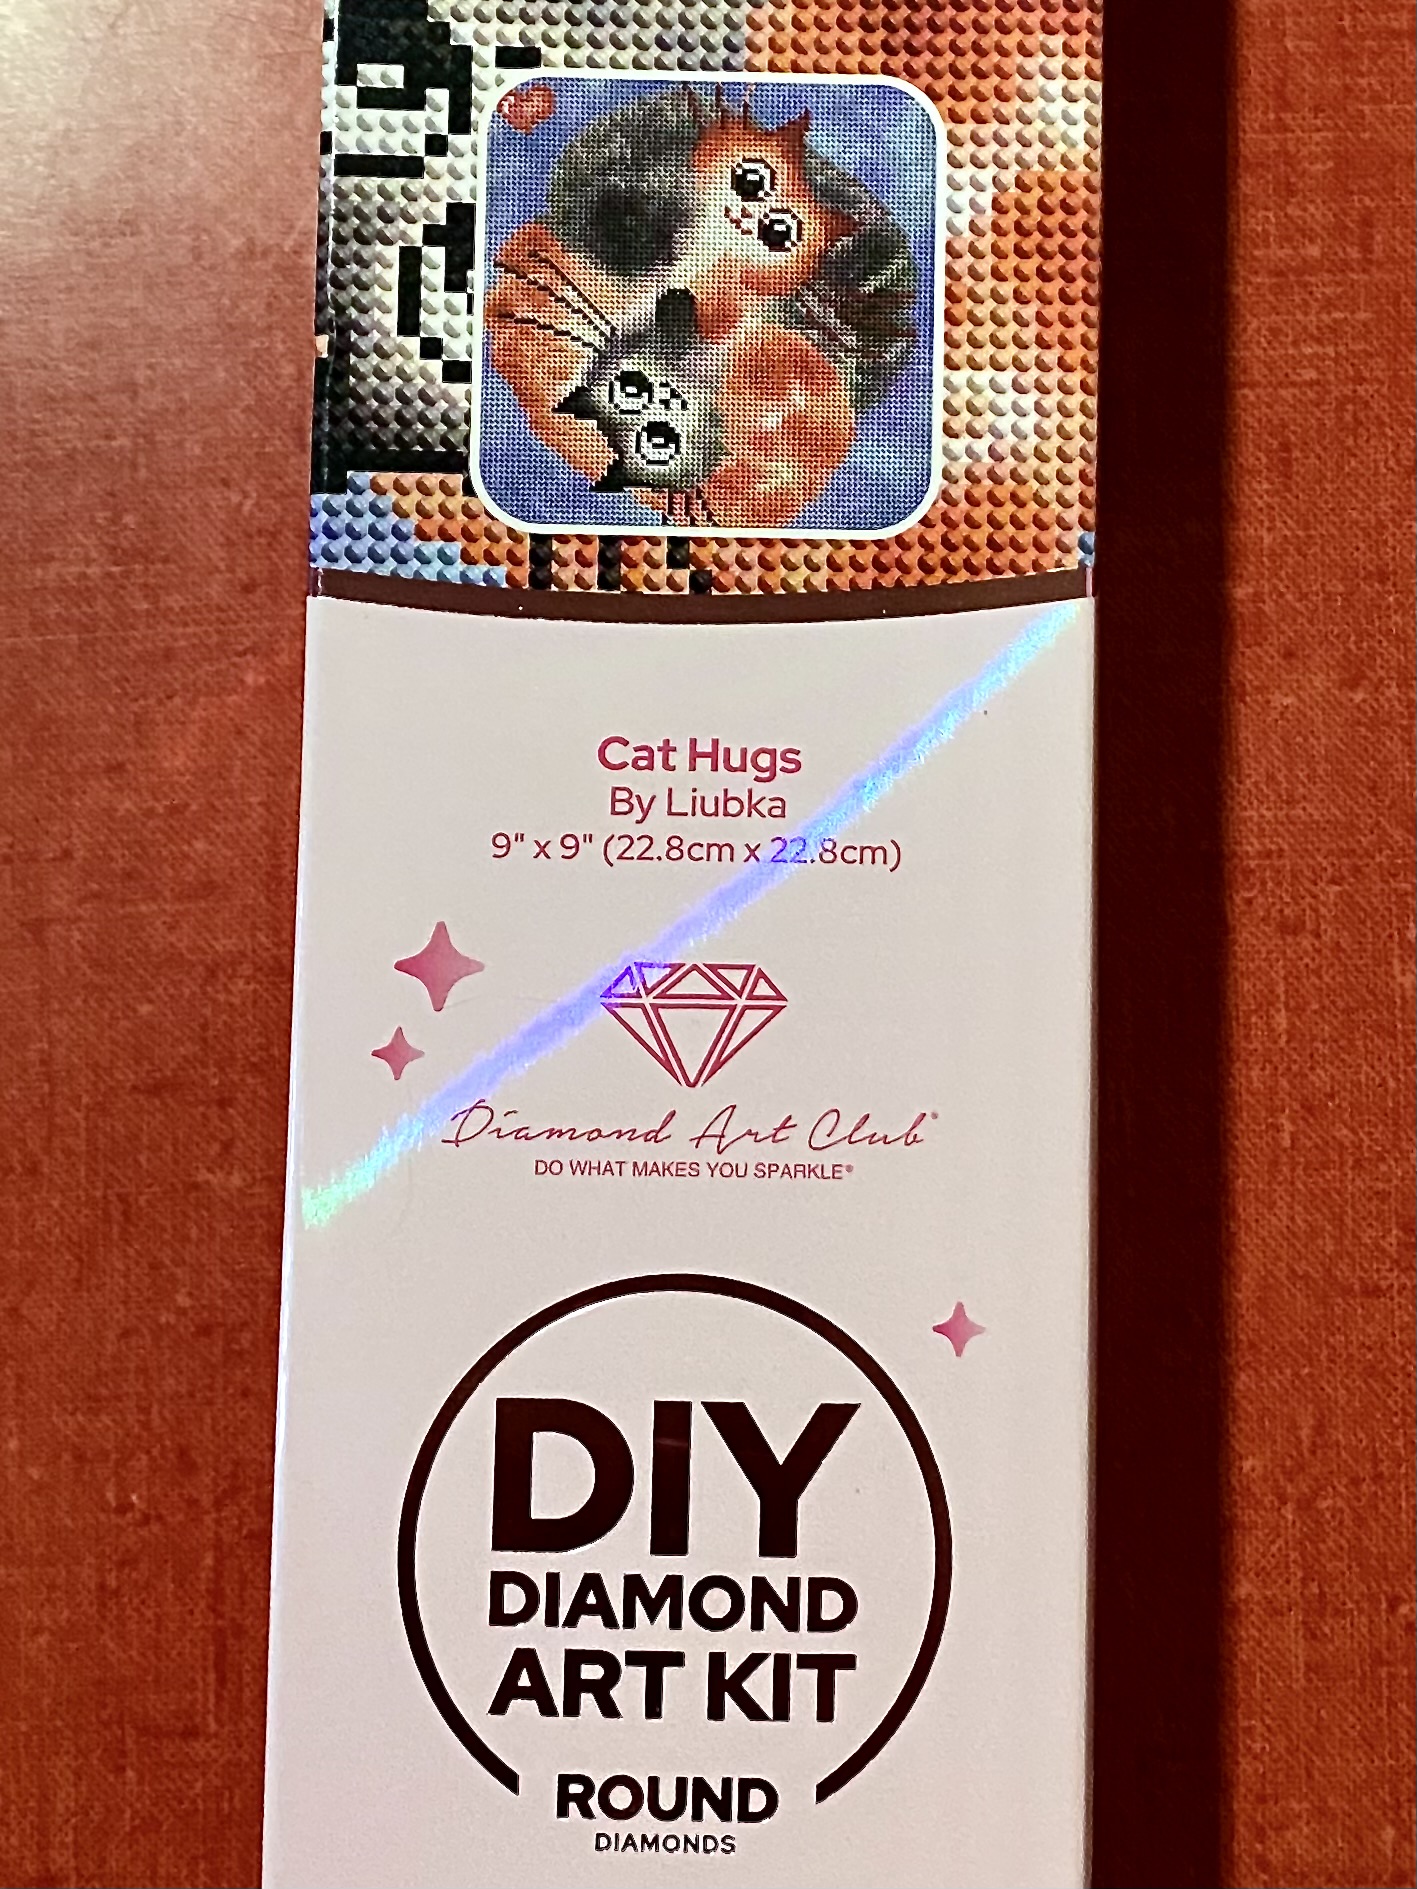 Cat Hugs
By Liubka
9" x 9" (22.8cm x 22.8cm)
Diamond Art Club®
DO WHAT MAKES YOU SPARKLE®
DIY
DIAMOND
ART KIT
ROUND
DIAMONDS